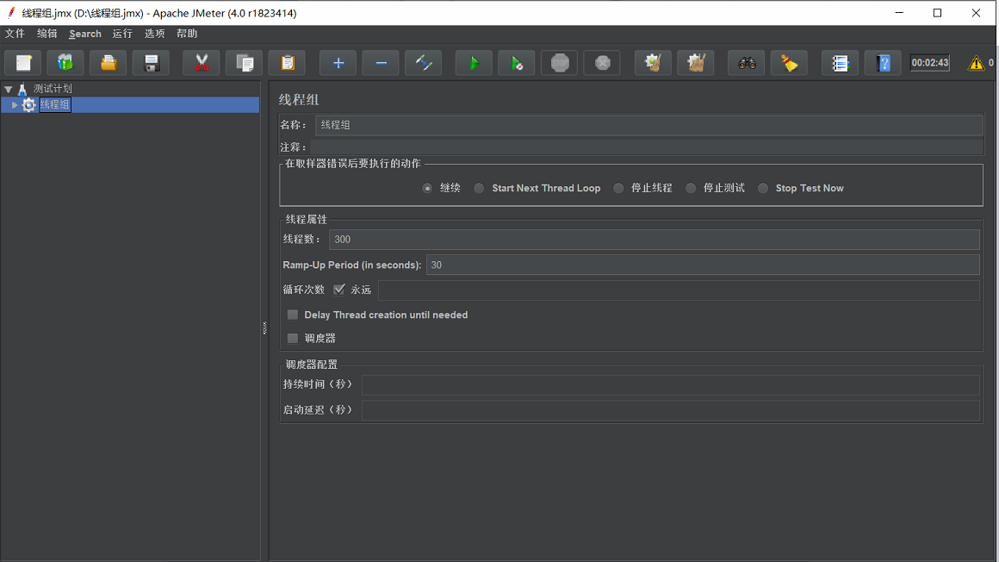 线程组.jmx (D:\线程组.jmx) - Apache JMeter (4.0 r1823414)
文件 编辑 Search 运行 选项 帮助
STOP 00:02:43 0
测试计划
线程组
线程组
名称： 线程组
注释：
在取样器错误后要执行的动作
继续 Start Next Thread Loop 停止线程 停止测试 Stop Test Now
线程属性
线程数： 300
Ramp-Up Period (in seconds): 30
循环次数 永远
Delay Thread creation until needed
调度器
调度器配置
持续时间（秒）
启动延迟（秒）